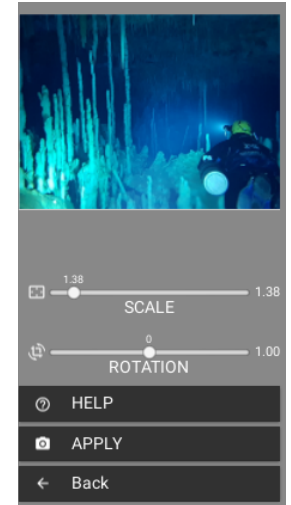 1.38
1.38
SCALE
0
1.00
ROTATION
HELP
APPLY
Back